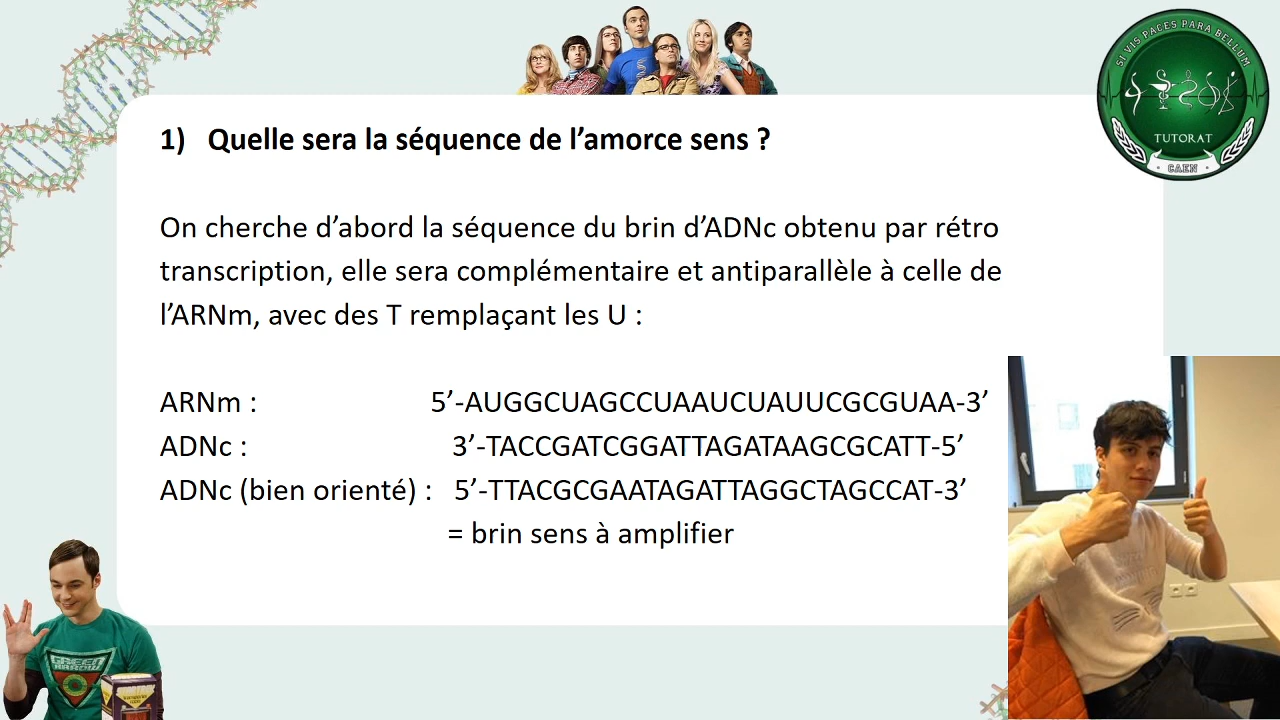 SI VIS PACES PARA BELLUM
TUTORAT
CAEN
1) Quelle sera la séquence de l’amorce sens ?
On cherche d’abord la séquence du brin d’ADNc obtenu par rétro
transcription, elle sera complémentaire et antiparallèle à celle de
l’ARNm, avec des T remplaçant les U :
ARNm : 5’-AUGGCUAGCCUAAUCUAUUCGCGUAA-3’
ADNc : 3’-TACCGATCGGATTAGATAAGCGCATT-5’
ADNc (bien orienté) : 5’-TTACGCGAATAGATTAGGCTAGCCAT-3’
= brin sens à amplifier
GREEN
ARROW